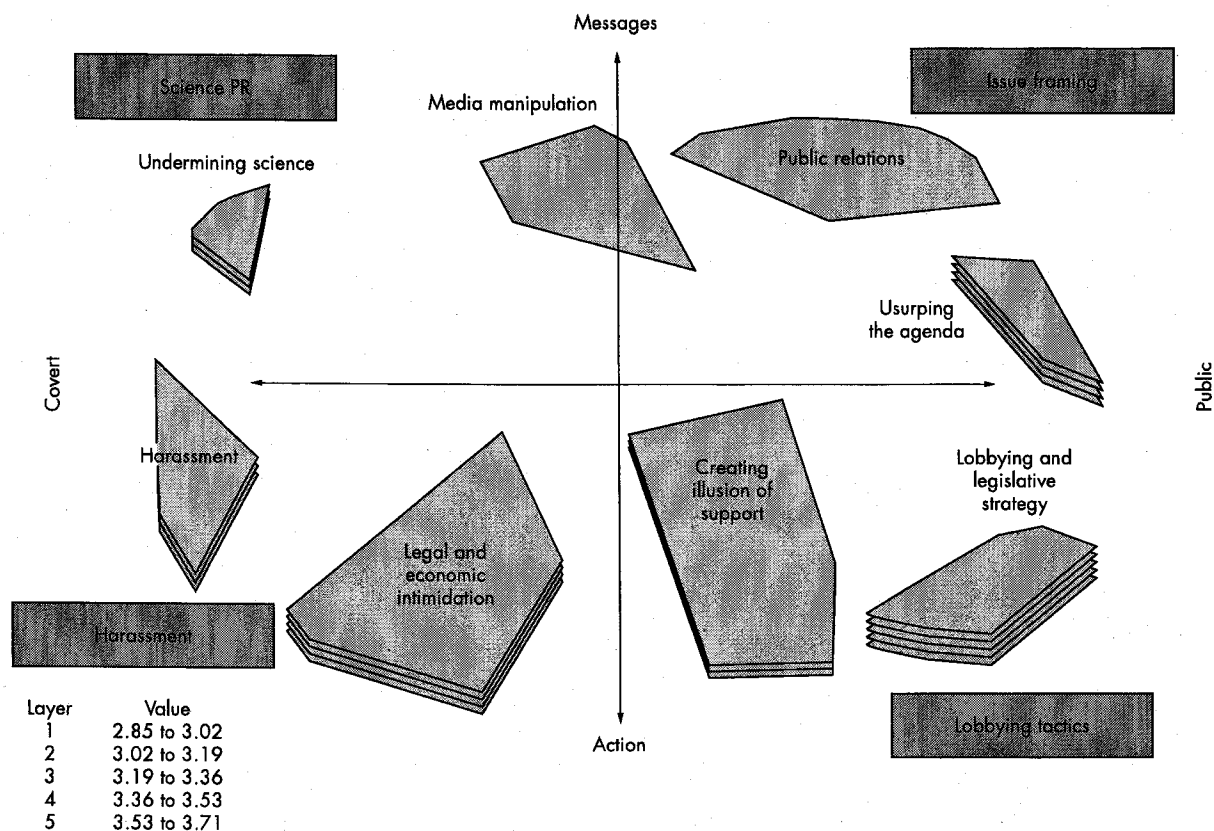 Messages
Science PR
Issue framing
Media manipulation
Public relations
Undermining science
Usurping
the agenda
Covert
Public
Harassment
Creating
illusion of
support
Lobbying and
legislative
strategy
Legal and
economic
intimidation
Harassment
Lobbying tactics
Action
Layer Value
1 2.85 to 3.02
2 3.02 to 3.19
3 3.19 to 3.36
4 3.36 to 3.53
5 3.53 to 3.71